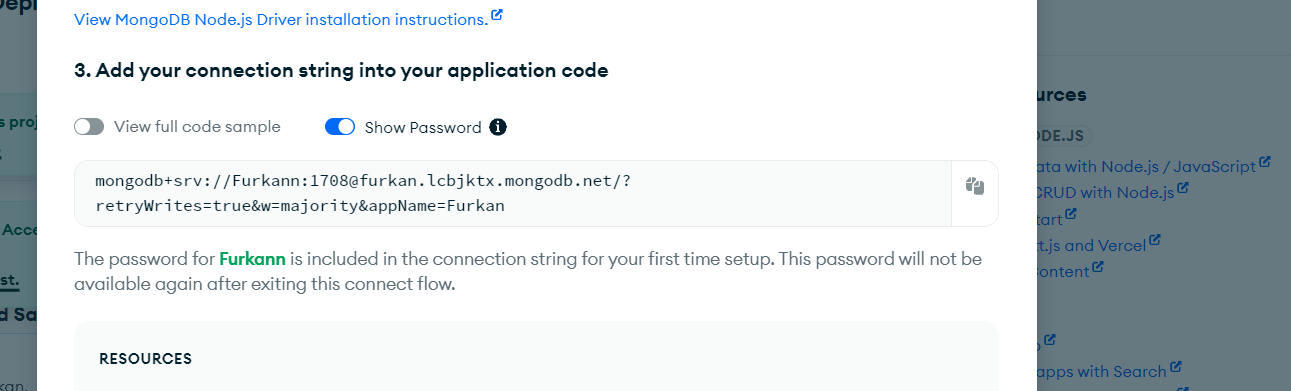 Depl
View MongoDB Node.js Driver installation instructions.
3. Add your connection string into your application code
View full code sample
Show Password
mongodb+srv://Furkann:1708@furkan.lcbjktx.mongodb.net/?
retryWrites=true&w=majority&appName=Furkan
The password for Furkann is included in the connection string for your first time setup. This password will not be
available again after exiting this connect flow.
RESOURCES
s proj
Acce
st.
d Sa
kan.
urces
ODE.JS
ata with Node.js / JavaScript
CRUD with Node.js
tart
t.js and Vercel
ontent
apps with Search